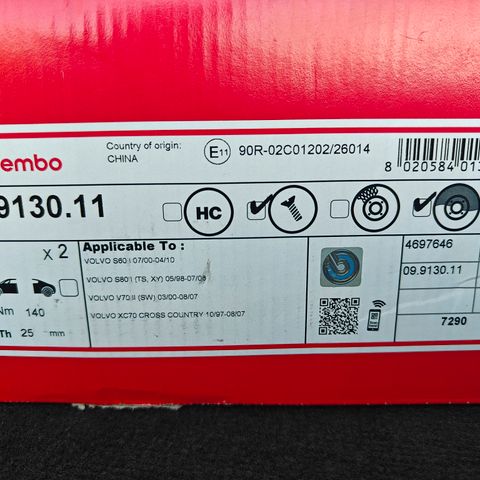 embo
Country of origin:
CHINA
E11
90R-02C01202/26014
8 020584 01
9130.11
HC
x 2
Applicable To :
VOLVO S60 I 07/00-04/10
VOLVO S80 I (TS, XY) 05/98-07/06
VOLVO V70 II (SW) 03/00-08/07
VOLVO XC70 CROSS COUNTRY 10/97-08/07
Nm 140
Th 25 mm
4697646
09.9130.11
7290